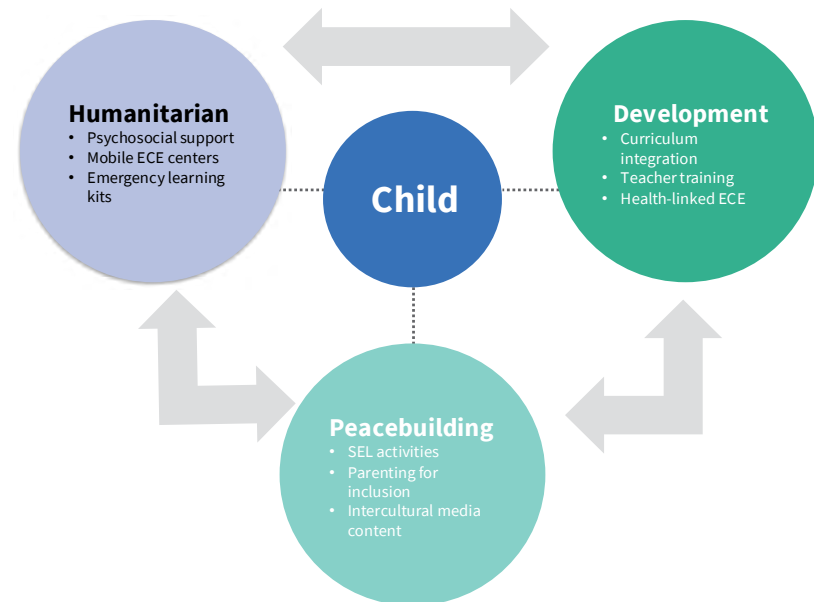 Humanitarian
• Psychosocial support
• Mobile ECE centers
• Emergency learning
kits
Child
Development
• Curriculum
integration
• Teacher training
• Health-linked ECE
Peacebuilding
• SEL activities
• Parenting for
inclusion
• Intercultural media
content